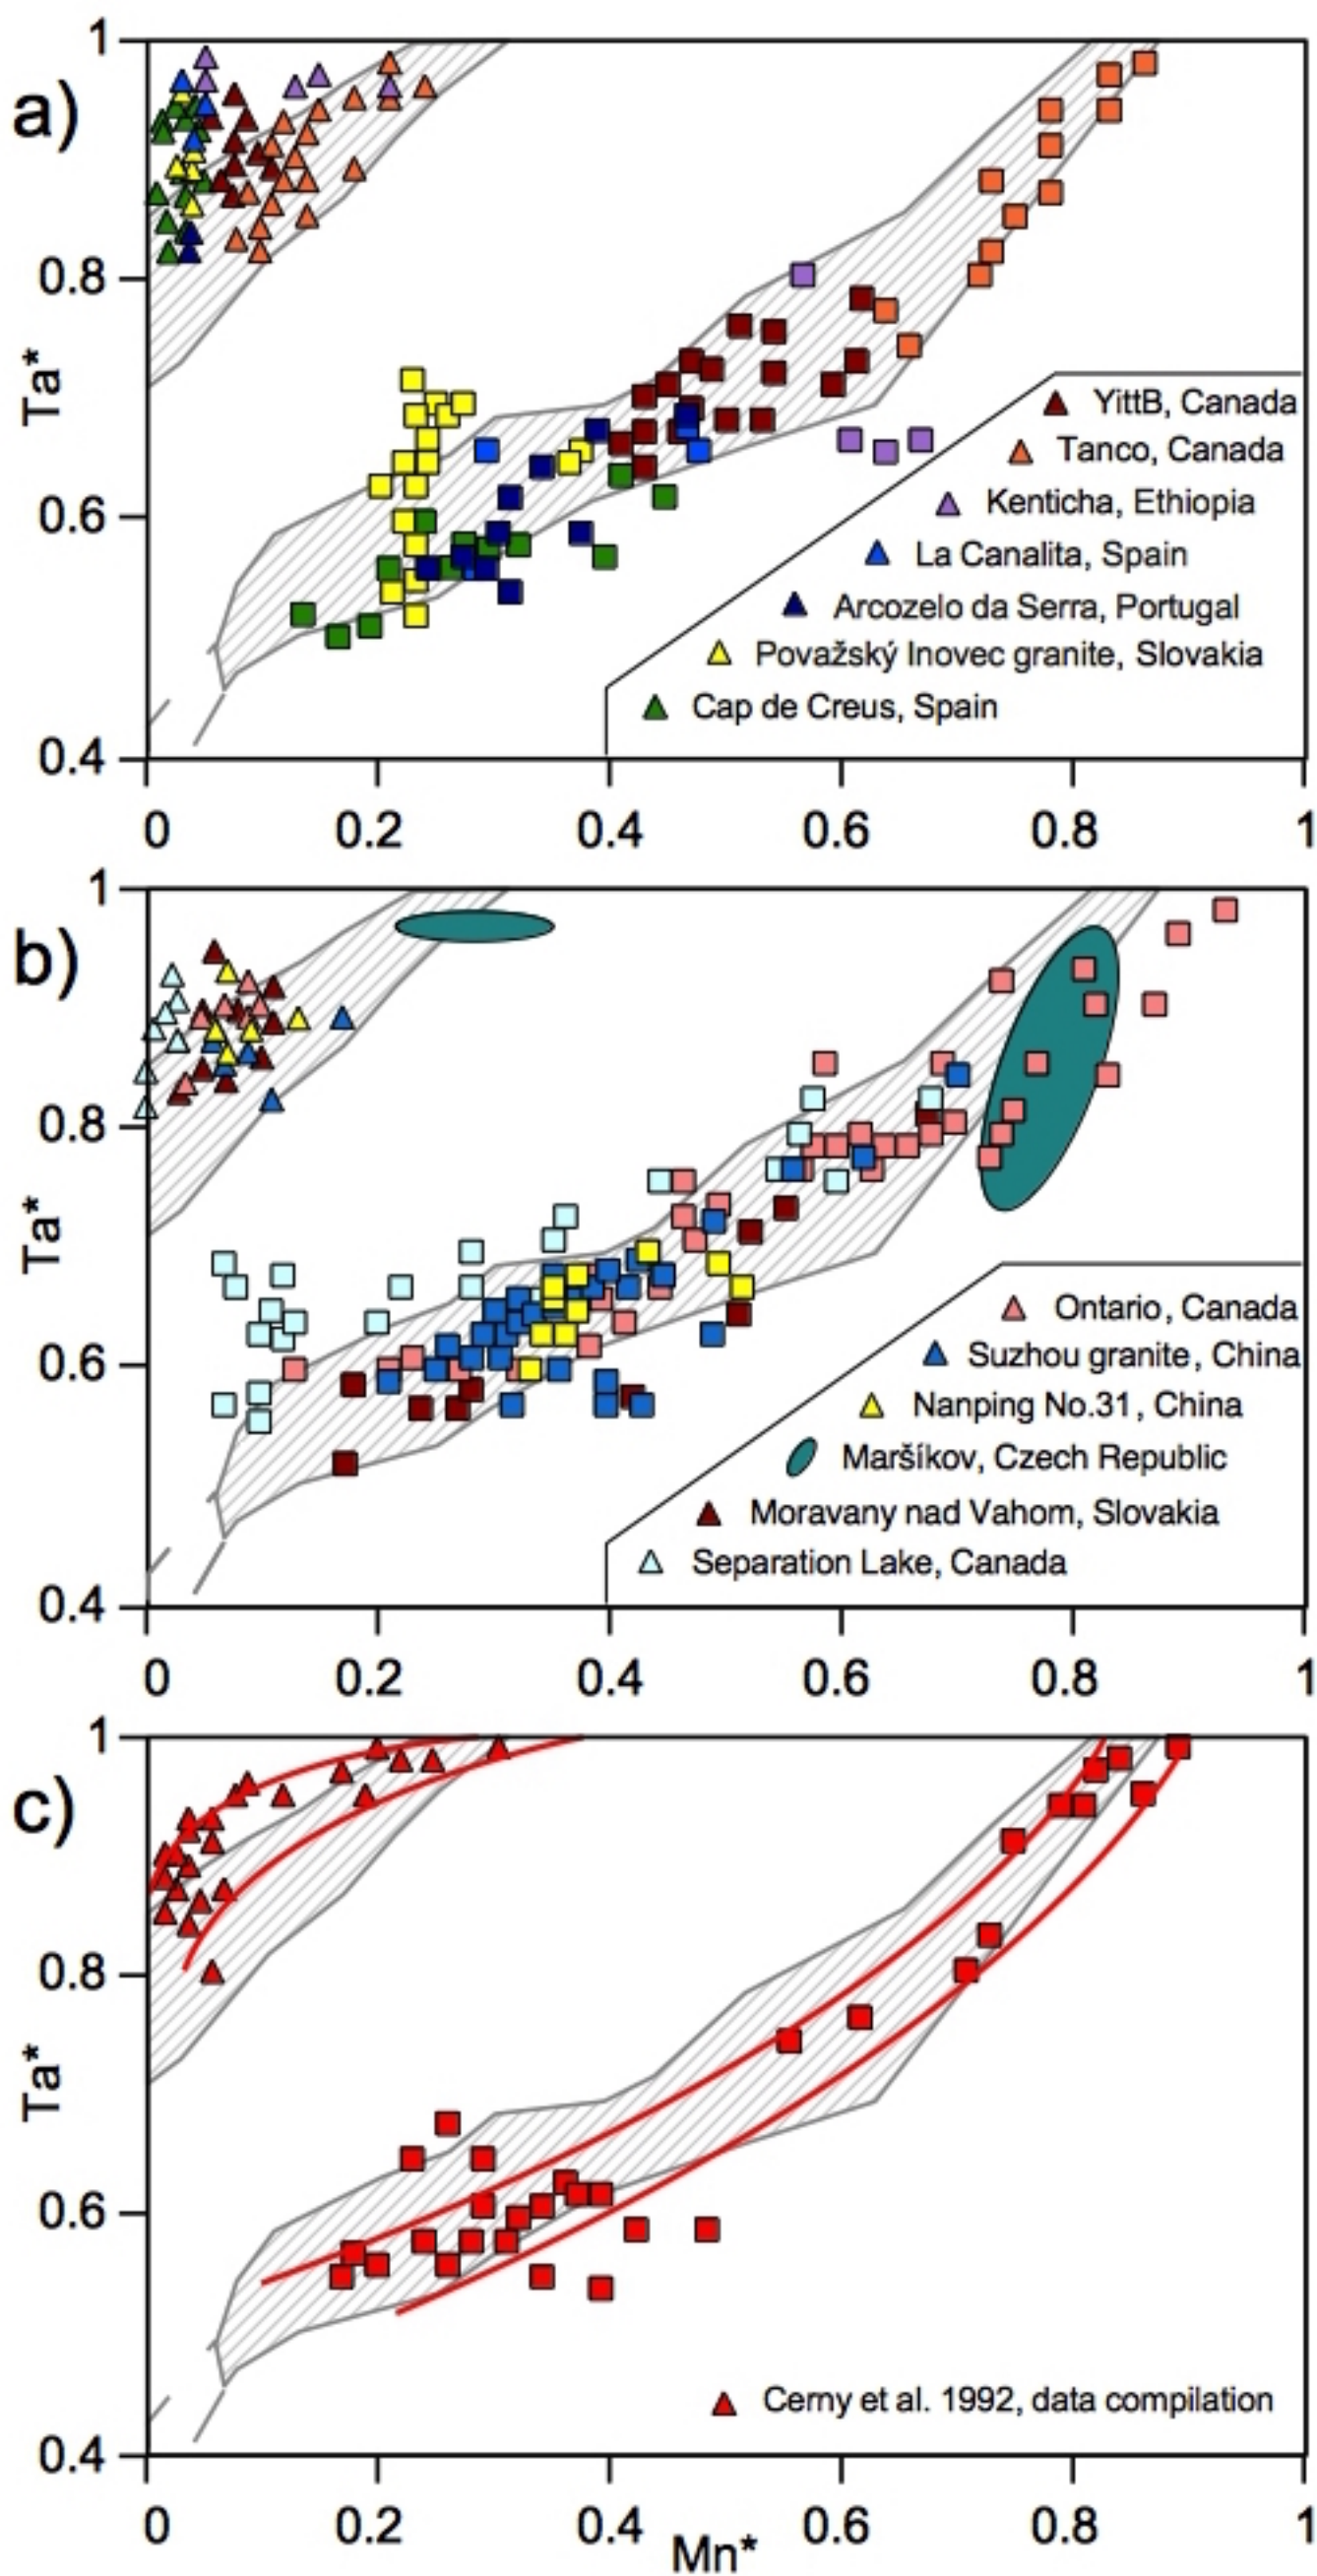 a)
1
0.8
0.6
0.4
Ta*
YittB, Canada
Tanco, Canada
Kenticha, Ethiopia
La Canalita, Spain
Arcozelo da Serra, Portugal
Považský Inovec granite, Slovakia
Cap de Creus, Spain
0 0.2 0.4 0.6 0.8 1
b)
1
0.8
0.6
0.4
Ta*
Ontario, Canada
Suzhou granite, China
Nanping No.31, China
Maršíkov, Czech Republic
Moravany nad Vahom, Slovakia
Separation Lake, Canada
0 0.2 0.4 0.6 0.8 1
c)
1
0.8
0.6
0.4
Ta*
Cerny et al. 1992, data compilation
0 0.2 0.4 0.6 0.8 1
Mn*